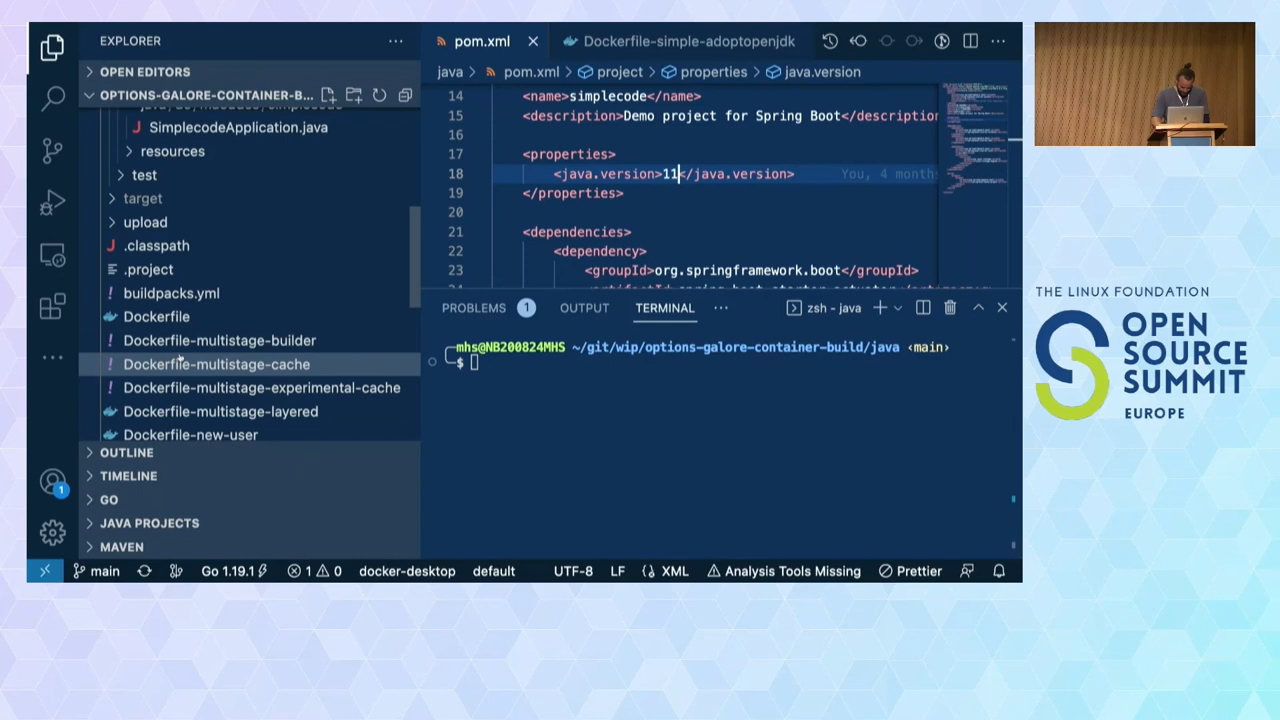 EXPLORER
OPEN EDITORS
OPTIONS-GALORE-CONTAINER-B...
SimplecodeApplication.java
resources
test
target
upload
.classpath
.project
buildpacks.yml
Dockerfile
Dockerfile-multistage-builder
Dockerfile-multistage-cache
Dockerfile-multistage-experimental-cache
Dockerfile-multistage-layered
Dockerfile-new-user
OUTLINE
TIMELINE
GO
JAVA PROJECTS
MAVEN
1
pom.xml
Dockerfile-simple-adoptopenjdk
java > pom.xml > project > properties > java.version
14 <name>simplecode</name>
15 <description>Demo project for Spring Boot</description
16
17 <properties>
18 <java.version>11</java.version> You, 4 month
19 </properties>
20
21 <dependencies>
22 <dependency>
23 <groupId>org.springframework.boot</groupId>
PROBLEMS 1 OUTPUT TERMINAL ... zsh - java
mhs@NB200824MHS ~/git/wip/options-galore-container-build/java ‹main›
$
main Go 1.19.1 1 0 docker-desktop default UTF-8 LF XML Analysis Tools Missing Prettier
THE LINUX FOUNDATION
OPEN
SOURCE
SUMMIT
EUROPE